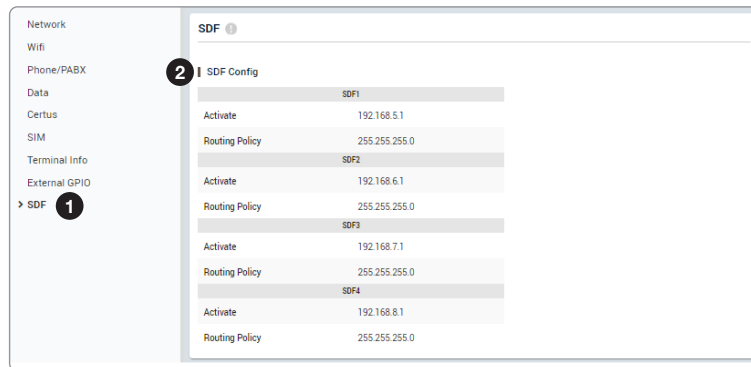 Network
Wifi
Phone/PABX
Data
Certus
SIM
Terminal Info
External GPIO
> SDF 1
SDF !
2 SDF Config
SDF1
Activate 192.168.5.1
Routing Policy 255.255.255.0
SDF2
Activate 192.168.6.1
Routing Policy 255.255.255.0
SDF3
Activate 192.168.7.1
Routing Policy 255.255.255.0
SDF4
Activate 192.168.8.1
Routing Policy 255.255.255.0